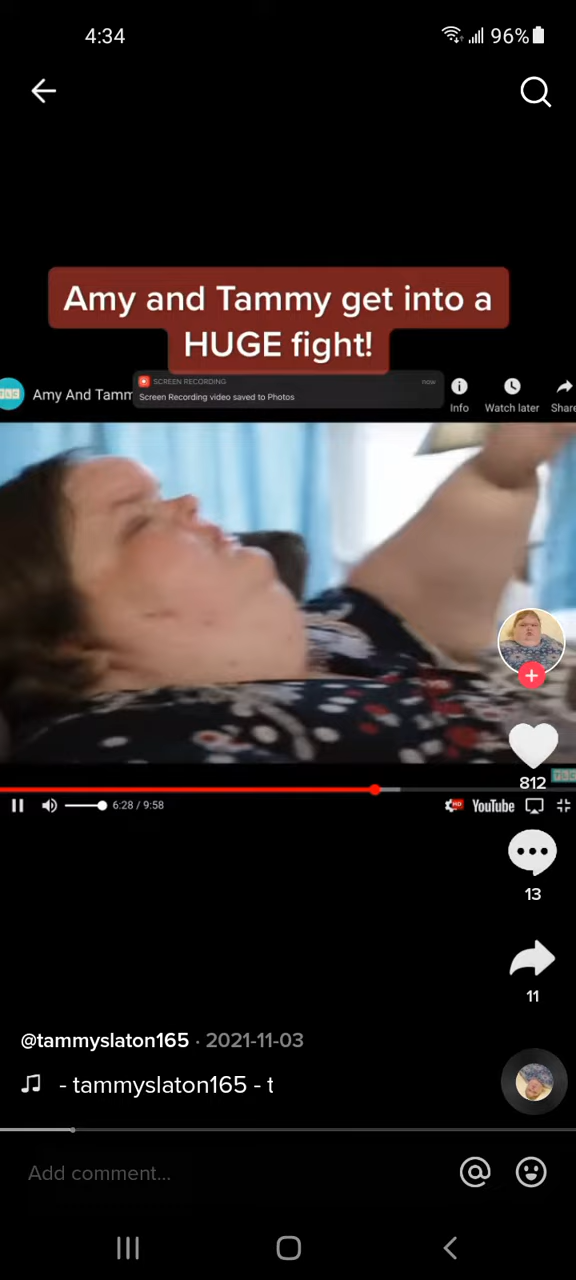 4:34
96%
Amy and Tammy get into a
HUGE fight!
SCREEN RECORDING
now
Screen Recording video saved to Photos
Amy And Tamm
Info
Watch later
Share
812
6:28 / 9:58
HD
YouTube
13
11
@tammyslaton165 · 2021-11-03
- tammyslaton165 - t
Add comment...